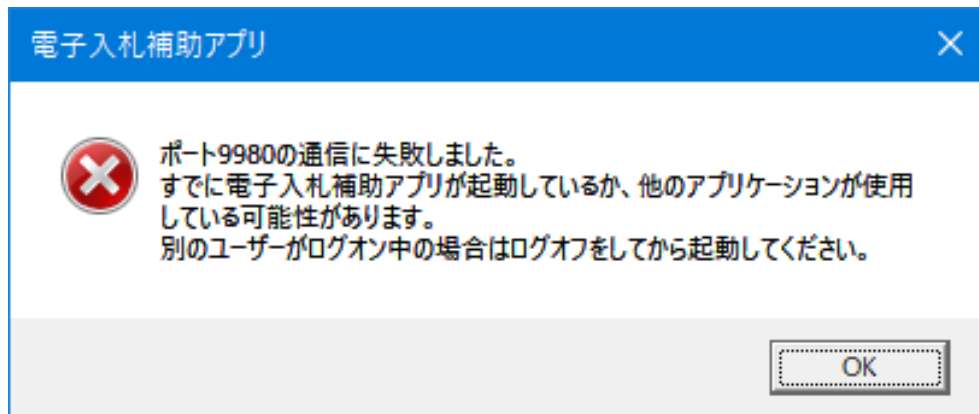 電子入札補助アプリ
ポート9980の通信に失敗しました。
すでに電子入札補助アプリが起動しているか、他のアプリケーションが使用
している可能性があります。
別のユーザーがログオン中の場合はログオフをしてから起動してください。
OK